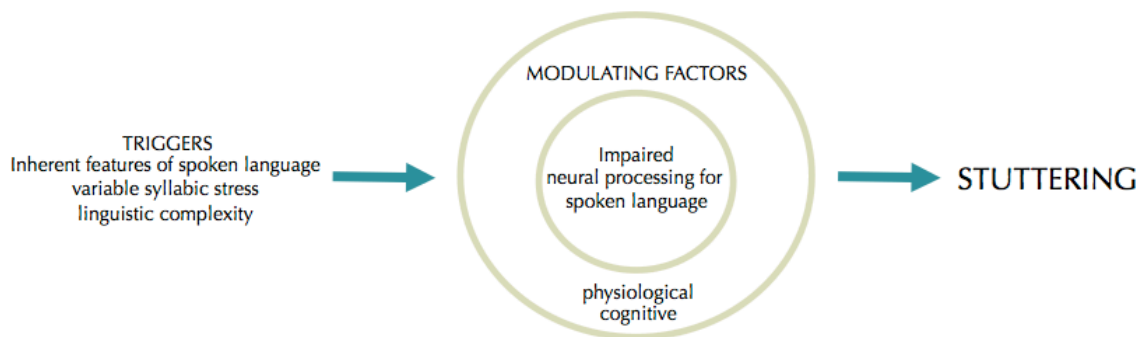 TRIGGERS
Inherent features of spoken language
variable syllabic stress
linguistic complexity
MODULATING FACTORS
Impaired
neural processing for
spoken language
physiological
cognitive
STUTTERING